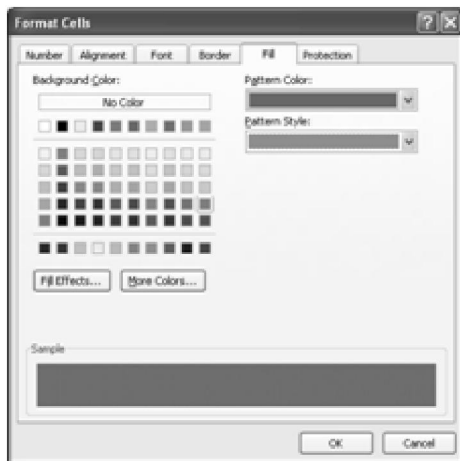 Format Cells
Number Alignment Font Border Fill Protection
Background Color:
No Color
Pattern Color:
Pattern Style:
Fill Effects...
More Colors...
Sample
OK
Cancel